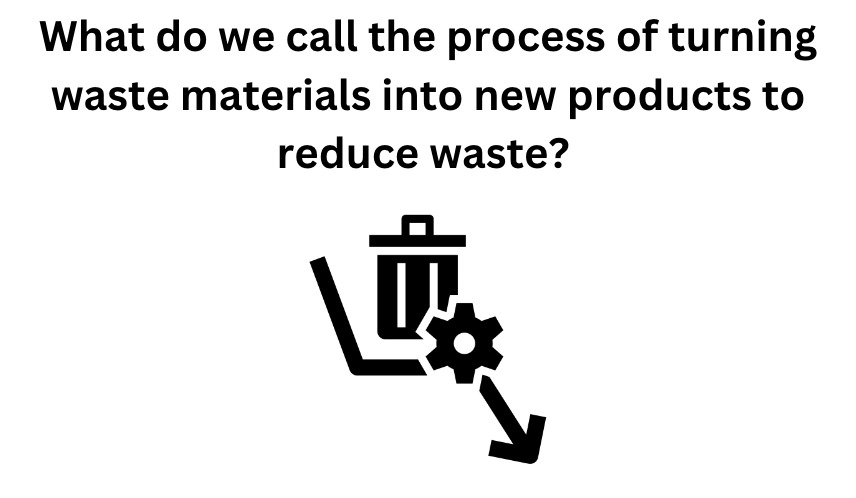 What do we call the process of turning
waste materials into new products to
reduce waste?